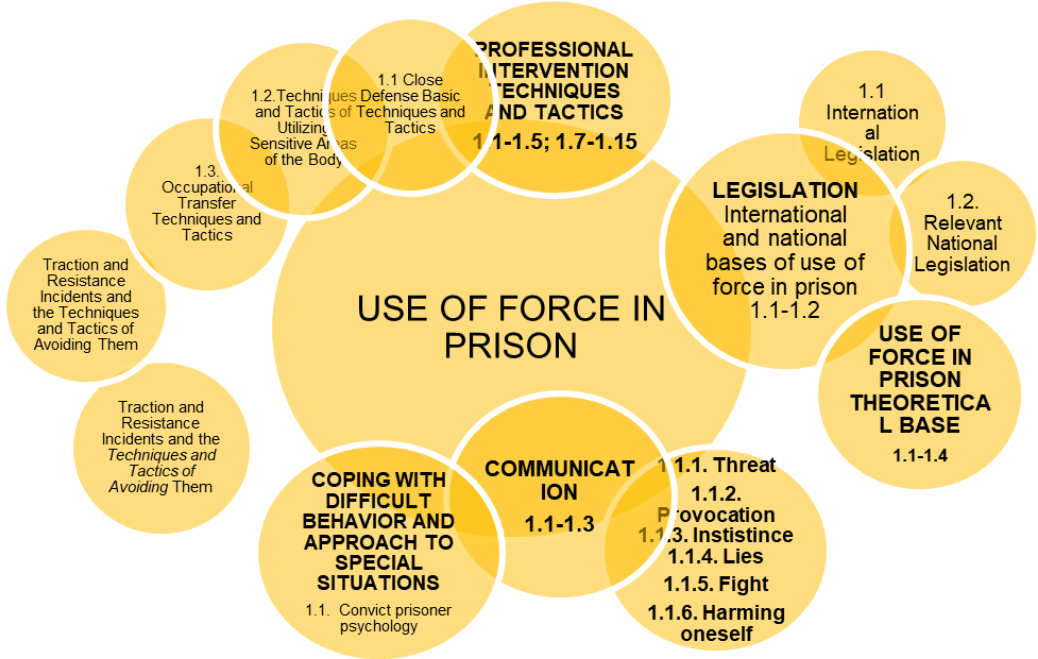 USE OF FORCE IN
PRISON
PROFESSIONAL
INTERVENTION
TECHNIQUES
AND TACTICS
1.1-1.5; 1.7-1.15
1.1 Close
Defense Basic
Techniques and
Tactics
1.2.Techniques
and Tactics of
Utilizing
Sensitive Areas
of the Body
1.3.
Occupational
Transfer
Techniques and
Tactics
Traction and
Resistance
Incidents and
the Techniques
and Tactics of
Avoiding Them
Traction and
Resistance
Incidents and the
Techniques and
Tactics of
Avoiding Them
LEGISLATION
International
and national
bases of use of
force in prison
1.1-1.2
1.1
Internation
al
Legislation
1.2.
Relevant
National
Legislation
USE OF
FORCE IN
PRISON
THEORETICA
L BASE
1.1-1.4
COMMUNICAT
ION
1.1-1.3
1.1.1. Threat
1.1.2.
Provocation
1.1.3. Instistince
1.1.4. Lies
1.1.5. Fight
1.1.6. Harming
oneself
COPING WITH
DIFFICULT
BEHAVIOR AND
APPROACH TO
SPECIAL
SITUATIONS
1.1. Convict prisoner
psychology